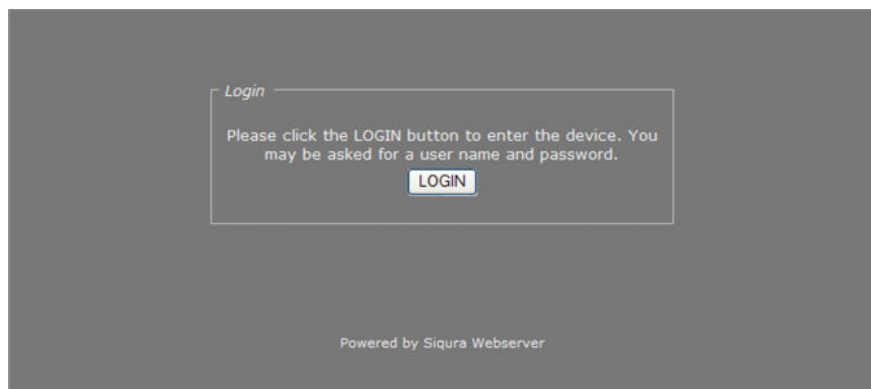 Login
Please click the LOGIN button to enter the device. You
may be asked for a user name and password.
LOGIN
Powered by Siqura Webserver